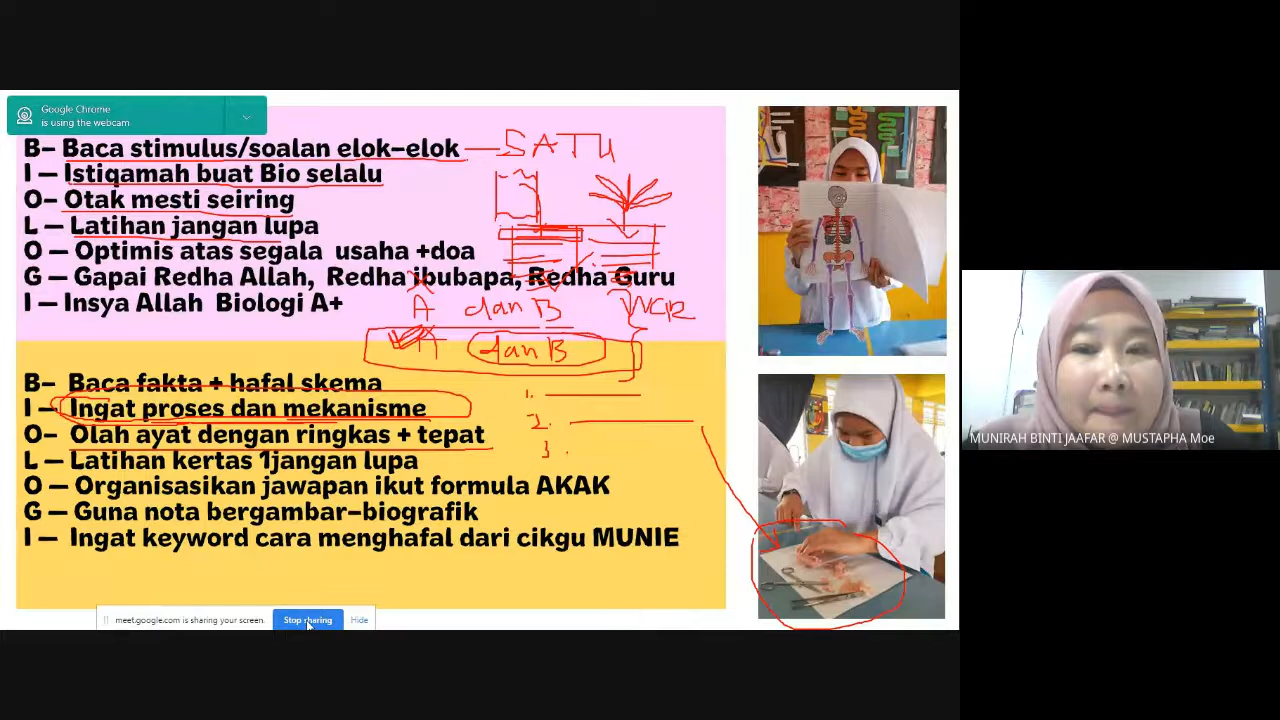 Google Chrome
is using the webcam
B– Baca stimulus/soalan elok-elok
SATU
I – Istiqamah buat Bio selalu
O– Otak mesti seiring
L – Latihan jangan lupa
O – Optimis atas segala usaha +doa
G – Gapai Redha Allah, Redha ibubapa, Redha Guru
I – Insya Allah Biologi A+
A dan B
A dan B
B– Baca fakta + hafal skema
I – Ingat proses dan mekanisme
O– Olah ayat dengan ringkas + tepat
L – Latihan kertas 1jangan lupa
O – Organisasikan jawapan ikut formula AKAK
G – Guna nota bergambar-biografik
I – Ingat keyword cara menghafal dari cikgu MUNIE
1.
2.
3.
meet.google.com is sharing your screen.
Stop sharing
Hide
MUNIRAH BINTI JAAFAR @ MUSTAPHA Moe